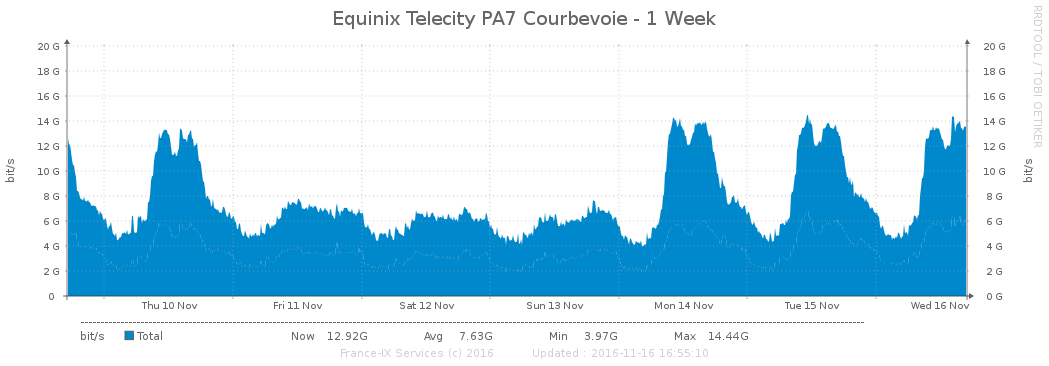 Equinix Telecity PA7 Courbevoie - 1 Week
RRDTOOL / TOBI OETIKER
20 G 20 G
18 G 18 G
16 G 16 G
14 G 14 G
12 G 12 G
10 G 10 G
8 G 8 G
6 G 6 G
4 G 4 G
2 G 2 G
0 0 G
bit/s bit/s
Thu 10 Nov Fri 11 Nov Sat 12 Nov Sun 13 Nov Mon 14 Nov Tue 15 Nov Wed 16 Nov
bit/s Total Now 12.92G Avg 7.63G Min 3.97G Max 14.44G
France-IX Services (c) 2016 Updated : 2016-11-16 16:55:10